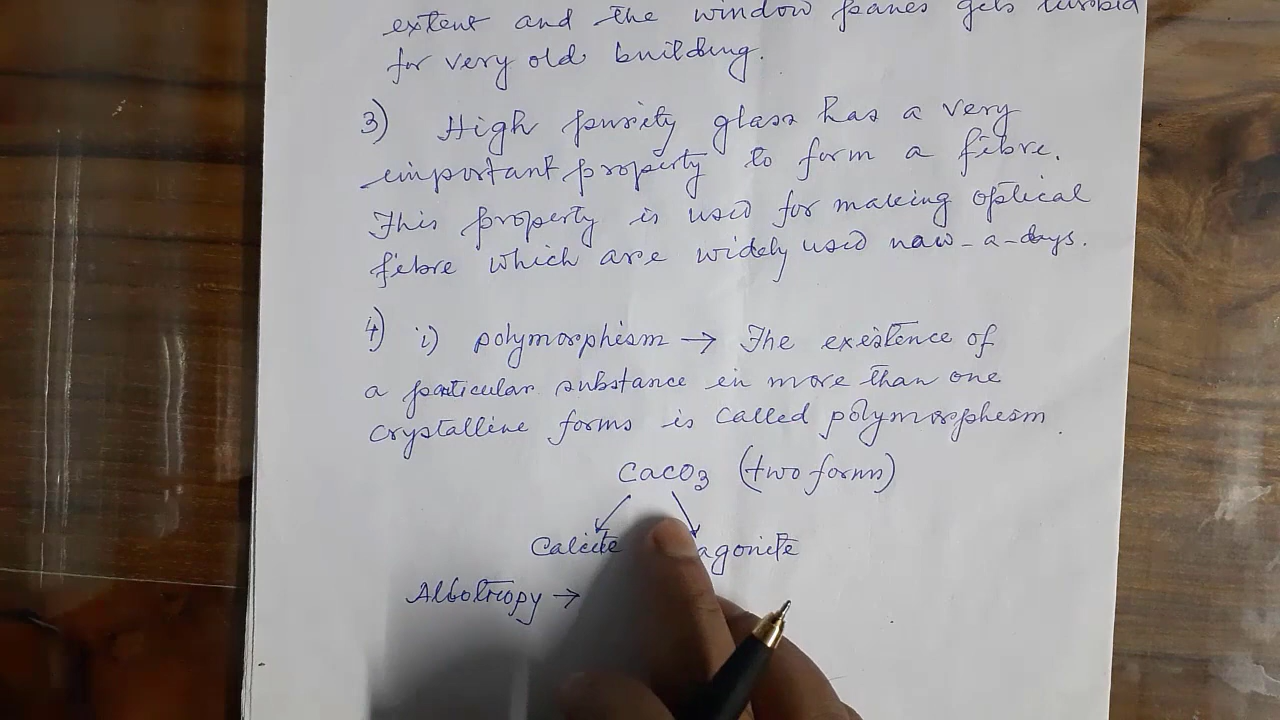 extent and the window panes gets turbid
for very old building.
3) High purity glass has a very
important property to form a fibre.
This property is used for making optical
fibre which are widely used now-a-days.
4) i) polymorphism → The existence of
a particular substance in more than one
crystalline forms is called polymorphism.
CaCO3 (two forms)
Calcite agonite
Allotropy →